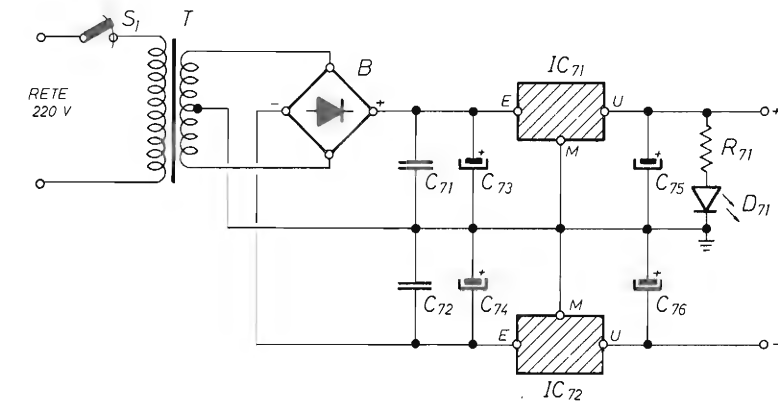 S1
T
RETE
220 V
B
-
+
IC71
E
U
M
+
C71
+
C73
+
C75
R71
D71
C72
+
C74
M
+
C76
E
U
-
IC72